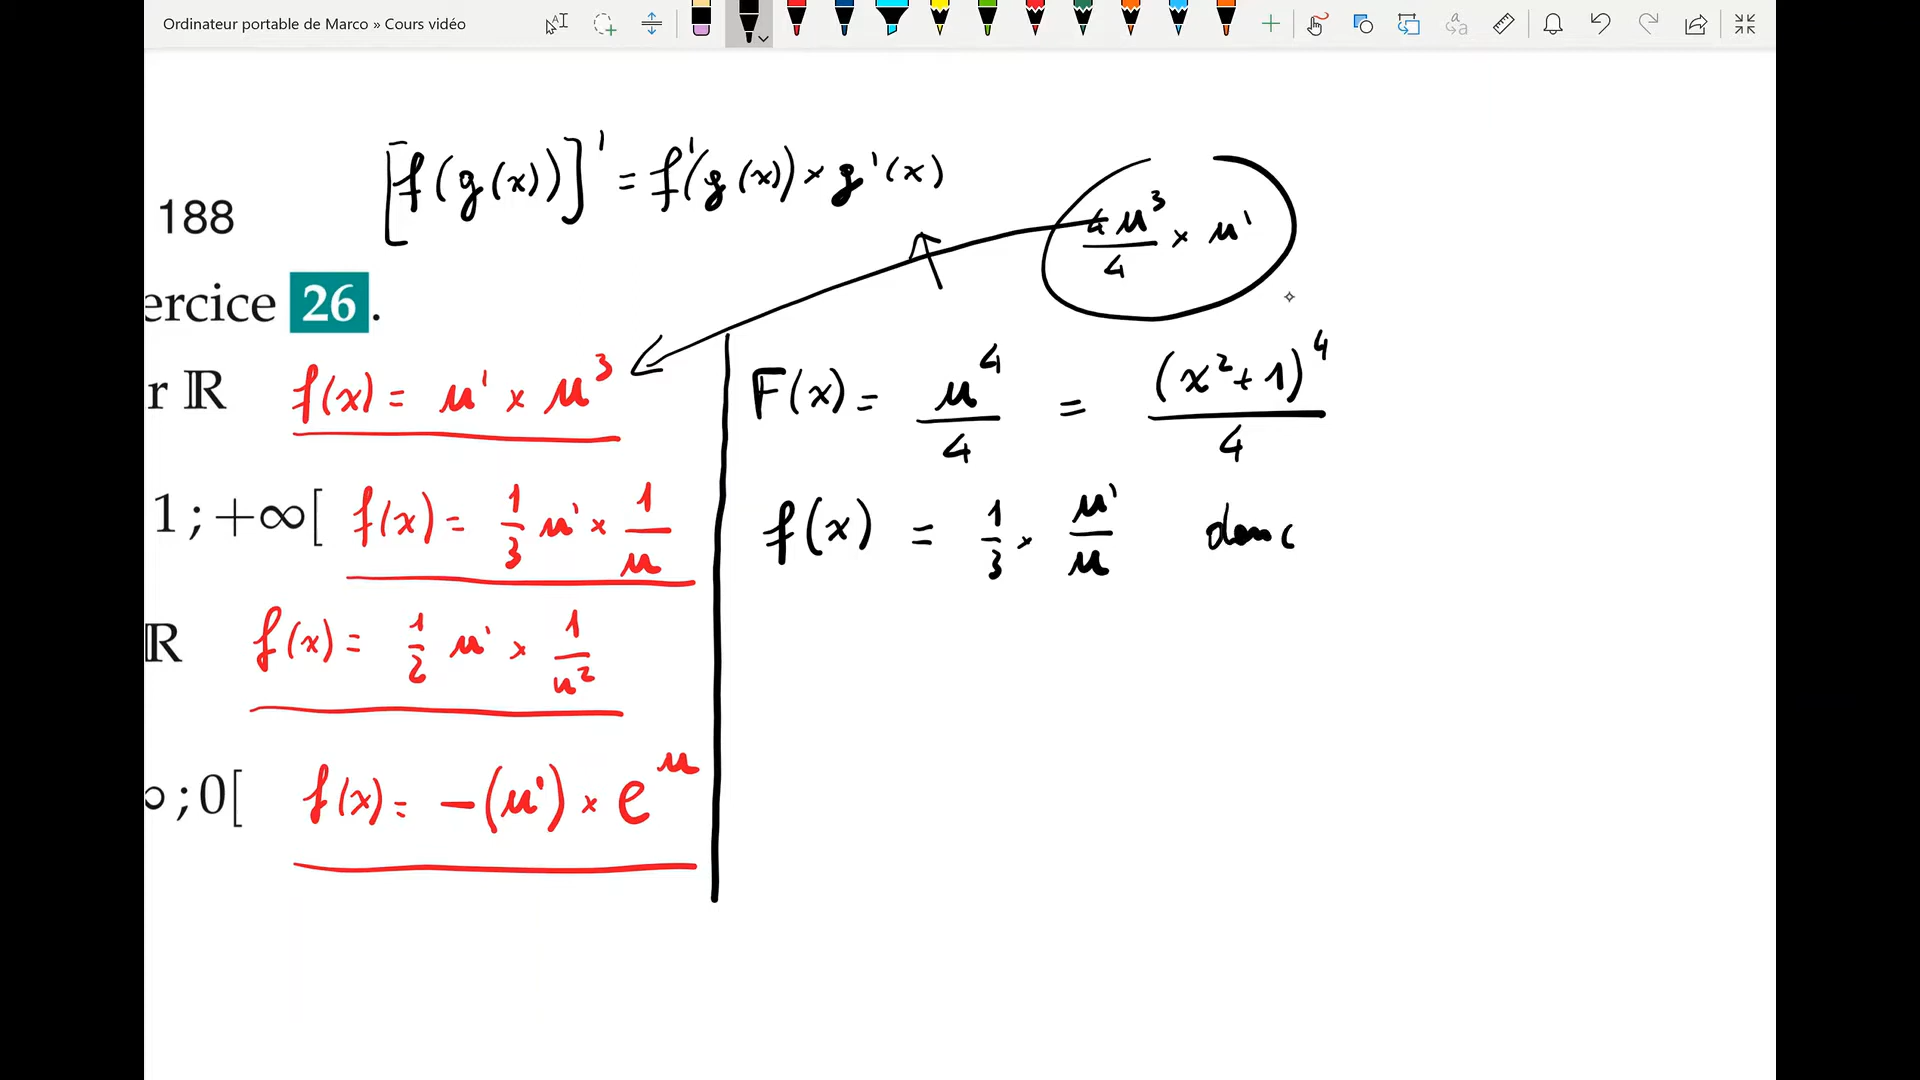 Ordinateur portable de Marco » Cours vidéo
[f(g(x))]' = f'(g(x)) × g'(x)
4u³/4 × u'
188
ercice 26.
r ℝ f(x) = u' × u³
F(x) = u⁴/4 = (x²+1)⁴/4
1 ; +∞[ f(x) = 1/3 u' × 1/u
f(x) = 1/3 × u'/u donc
ℝ f(x) = 1/2 u' × 1/u²
∞ ; 0[ f(x) = -(u') × e^u